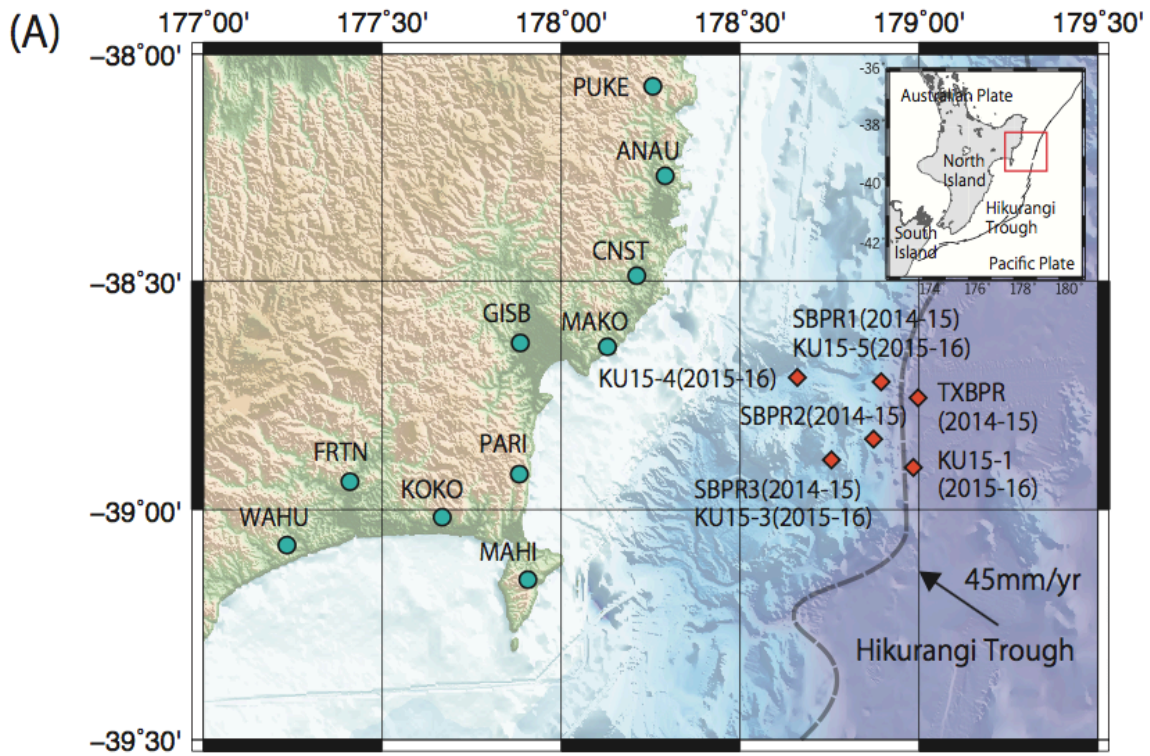 (A)
177˚00'
177˚30'
178˚00'
178˚30'
179˚00'
179˚30'
−38˚00'
−38˚30'
−39˚00'
−39˚30'
PUKE
ANAU
CNST
GISB
MAKO
PARI
FRTN
KOKO
WAHU
MAHI
-36
-38
-40
-42
Australian Plate
North
Island
Hikurangi
Trough
South
Island
Pacific Plate
174
176
178
180˚
SBPR1(2014-15)
KU15-5(2015-16)
KU15-4(2015-16)
TXBPR
(2014-15)
SBPR2(2014-15)
KU15-1
(2015-16)
SBPR3(2014-15)
KU15-3(2015-16)
45mm/yr
Hikurangi Trough